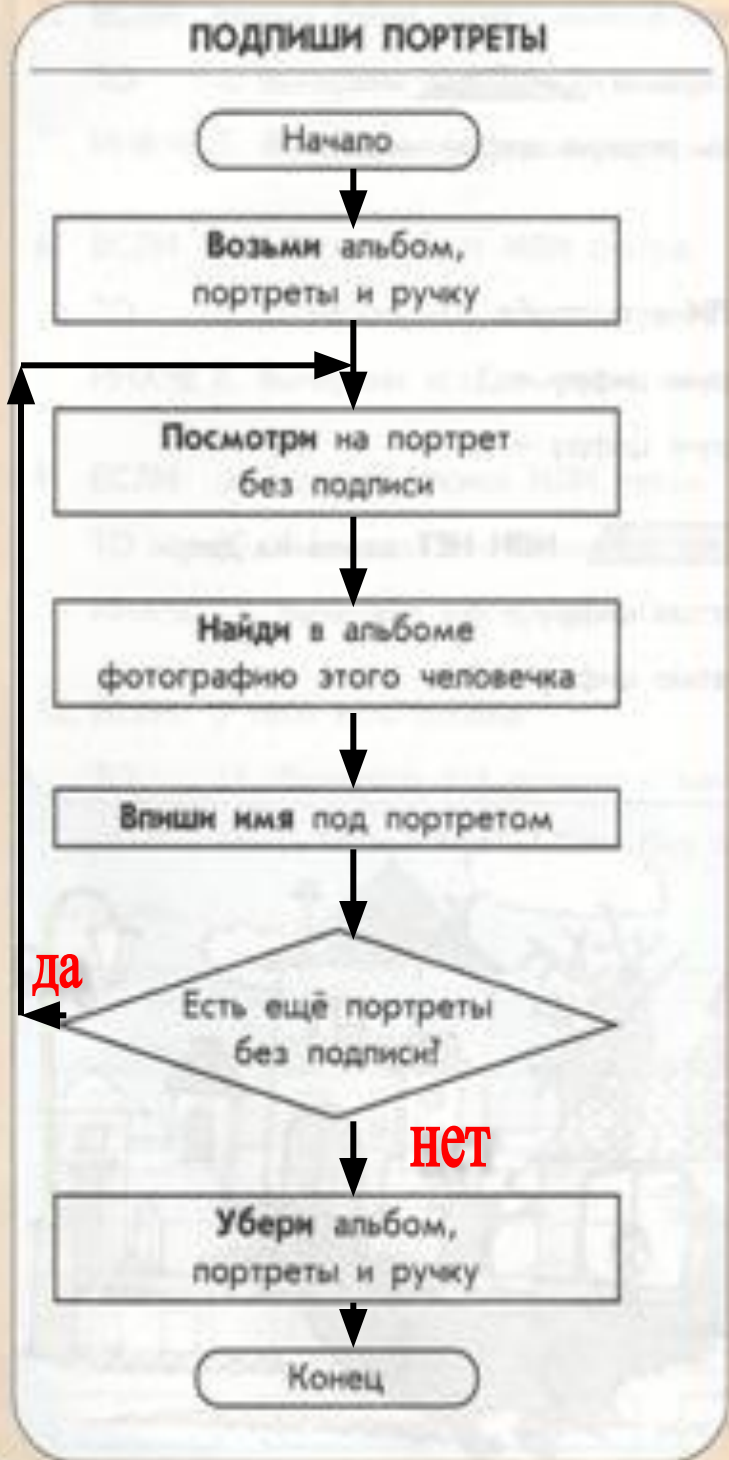 ПОДПИШИ ПОРТРЕТЫ
Начало
Возьми альбом,
портреты и ручку
Посмотри на портрет
без подписи
Найди в альбоме
фотографию этого человечка
Впиши имя под портретом
да
Есть ещё портреты
без подписи?
нет
Убери альбом,
портреты и ручку
Конец